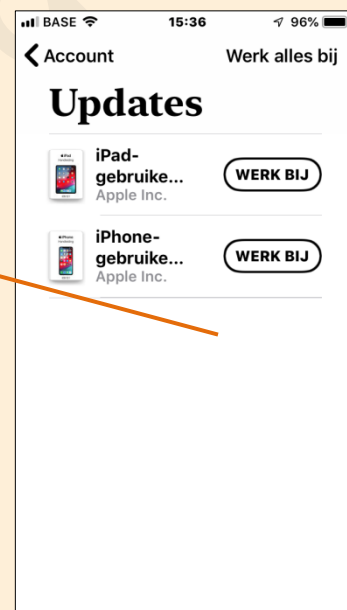 BASE 15:36 96%
Account Werk alles bij
Updates
iPad-
gebruike... WERK BIJ
Apple Inc.
iPhone-
gebruike... WERK BIJ
Apple Inc.